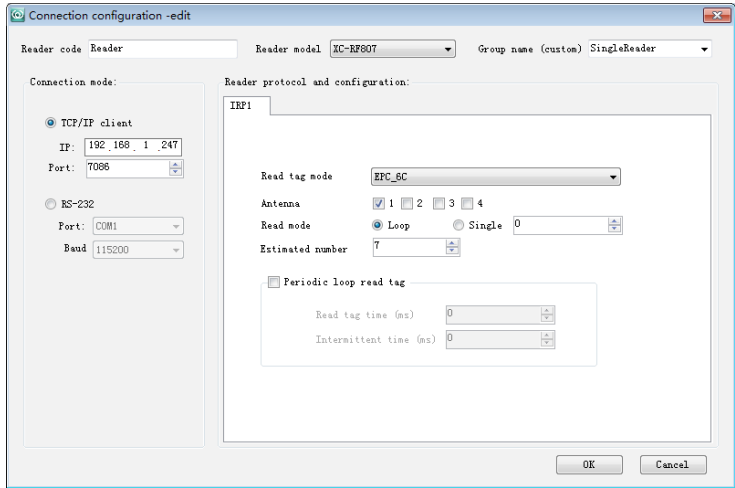 Connection configuration -edit
Reader code Reader Reader model XC-RF807 Group name (custom) SingleReader
Connection mode:
TCP/IP client
IP: 192 .168 . 1 .247
Port: 7086
RS-232
Port: COM1
Baud 115200
Reader protocol and configuration:
IRP1
Read tag mode EPC_6C
Antenna 1 2 3 4
Read mode Loop Single 0
Estimated number 7
Periodic loop read tag
Read tag time (ms) 0
Intermittent time (ms) 0
OK Cancel